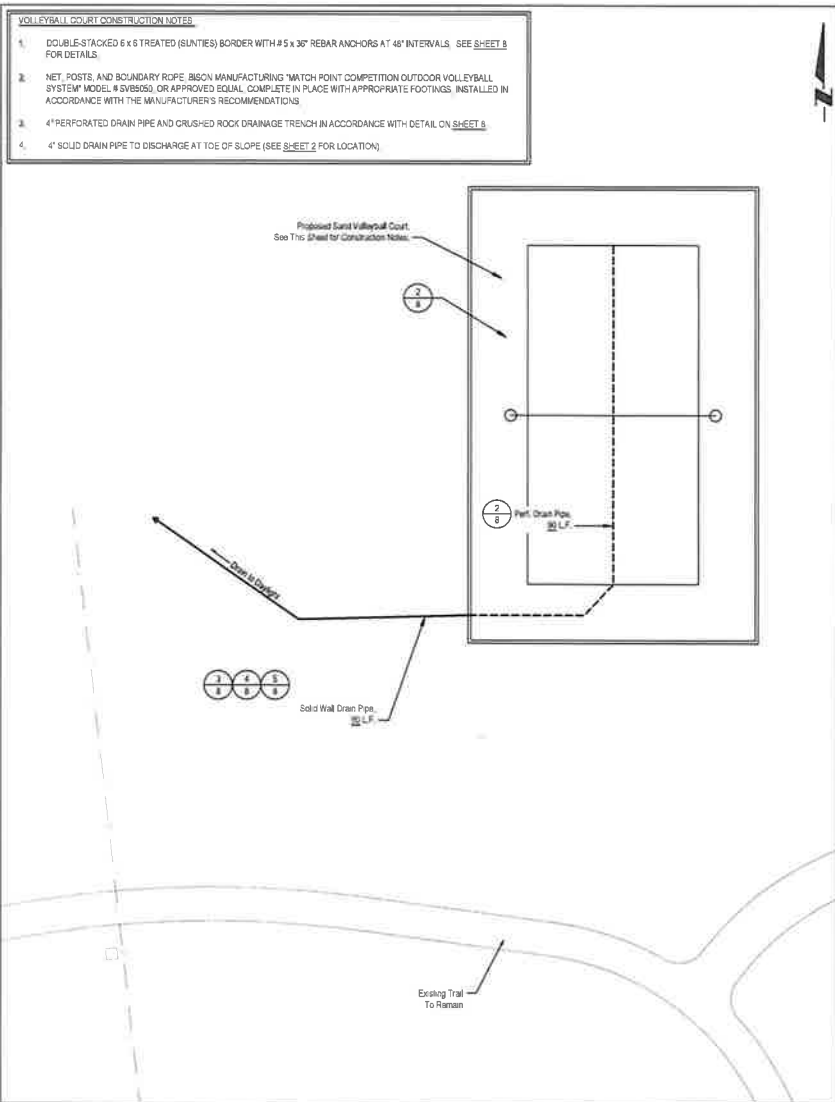 VOLLEYBALL COURT CONSTRUCTION NOTES
1. DOUBLE-STACKED 6 x 6 TREATED (SUNTIES) BORDER WITH # 5 x 36" REBAR ANCHORS AT 48" INTERVALS, SEE SHEET 8
FOR DETAILS.
2. NET, POSTS, AND BOUNDARY ROPE, BISON MANUFACTURING "MATCH POINT COMPETITION OUTDOOR VOLLEYBALL
SYSTEM" MODEL # SVB5050, OR APPROVED EQUAL, COMPLETE IN PLACE WITH APPROPRIATE FOOTINGS, INSTALLED IN
ACCORDANCE WITH THE MANUFACTURER'S RECOMMENDATIONS
3. 4" PERFORATED DRAIN PIPE AND CRUSHED ROCK DRAINAGE TRENCH IN ACCORDANCE WITH DETAIL ON SHEET 8
4. 4" SOLID DRAIN PIPE TO DISCHARGE AT TOE OF SLOPE (SEE SHEET 2 FOR LOCATION)
Proposed Sand Volleyball Court.
See This Sheet for Construction Notes.
2
8
2
8
Perf. Drain Pipe,
90 L.F.
Drain to Daylight
3 4 5
8 8 8
Solid Wall Drain Pipe,
L.F.
Existing Trail
To Remain